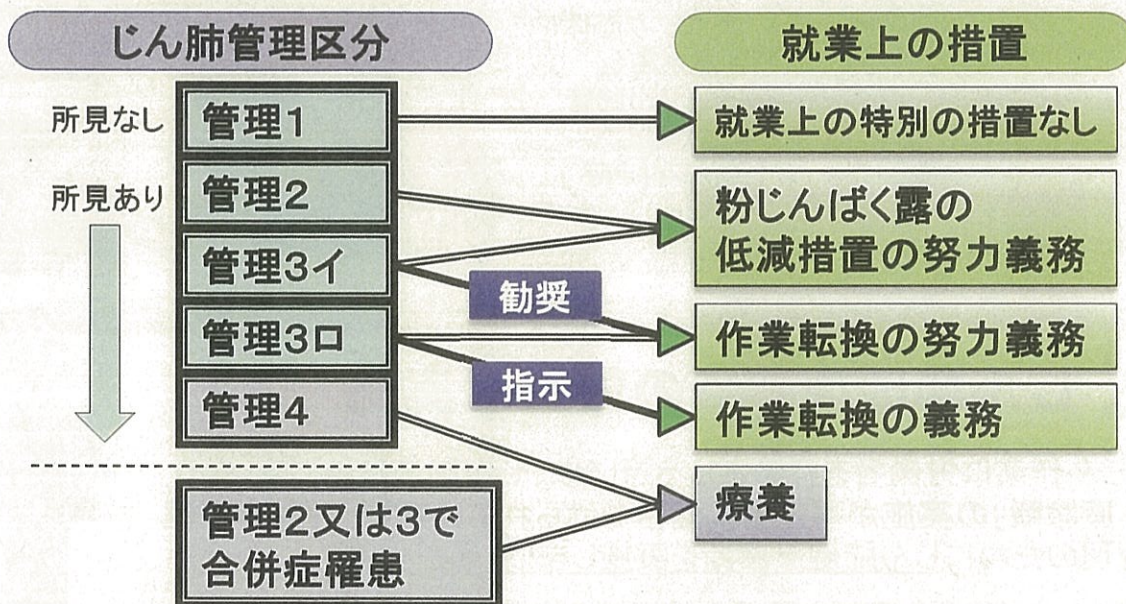 じん肺管理区分
就業上の措置
所見なし
管理1
就業上の特別の措置なし
所見あり
管理2
粉じんばく露の
低減措置の努力義務
管理3イ
勧奨
管理3ロ
作業転換の努力義務
指示
管理4
作業転換の義務
管理2又は3で
合併症罹患
療養